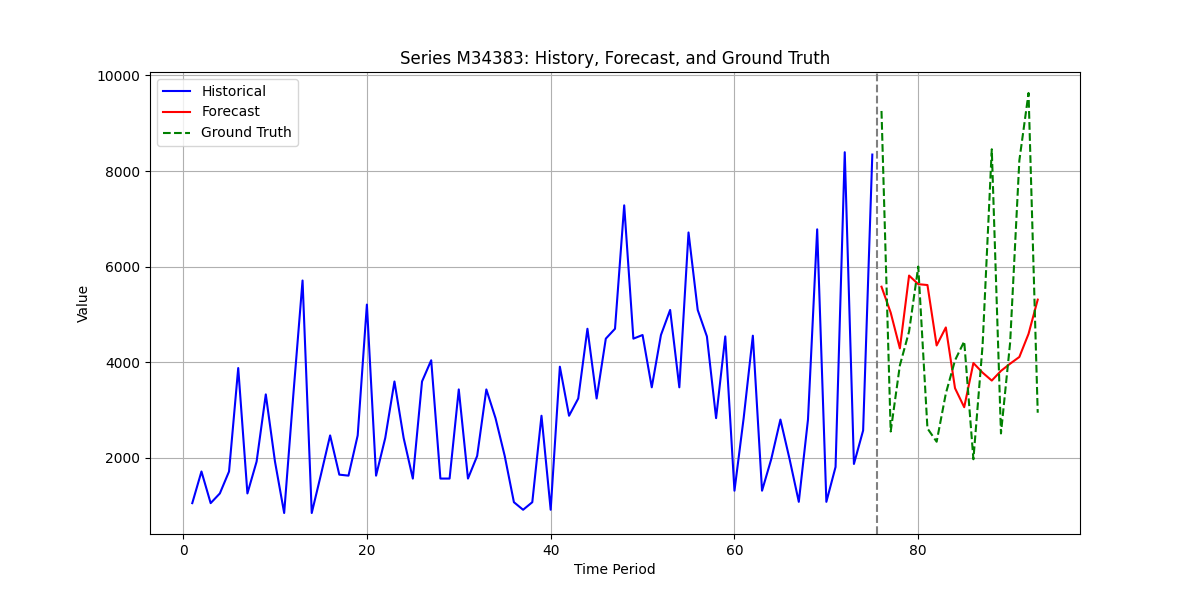 Series M34383: History, Forecast, and Ground Truth
10000
8000
6000
4000
2000
Value
Historical
Forecast
Ground Truth
0
20
40
60
80
Time Period